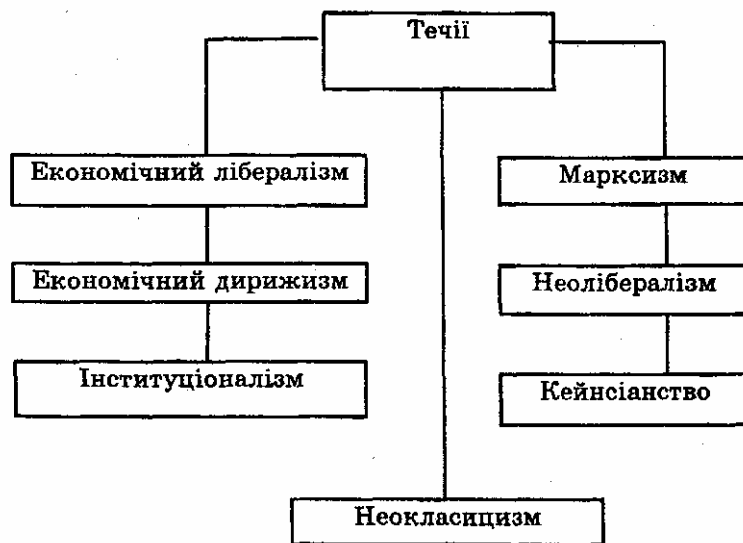 Течії
Економічний лібералізм
Марксизм
Економічний дирижизм
Неолібералізм
Інституціоналізм
Кейнсіанство
Неокласицизм